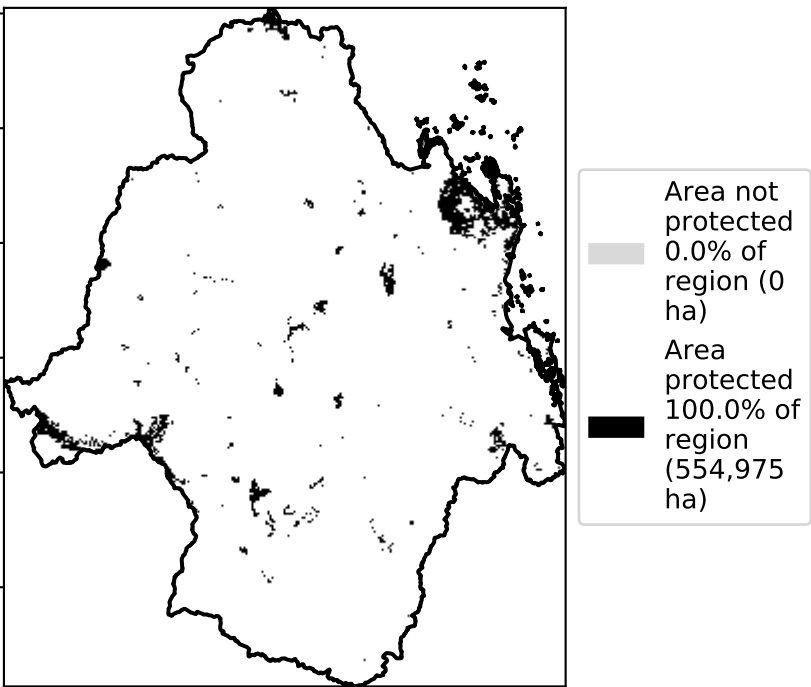 Area not
protected
0.0% of
region (0
ha)
Area
protected
100.0% of
region
(554,975
ha)